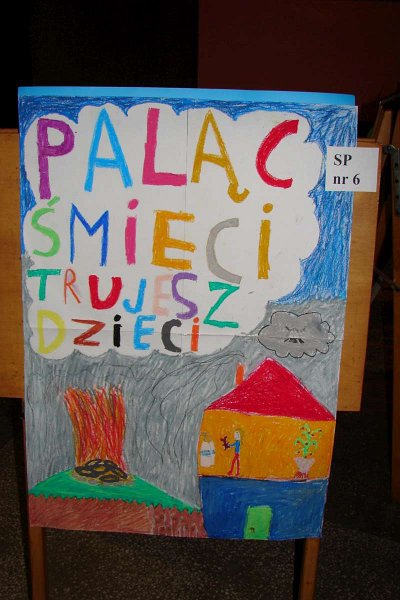 PALĄC
ŚMIECI
TRUJESZ
DZIECI
SP
nr 6